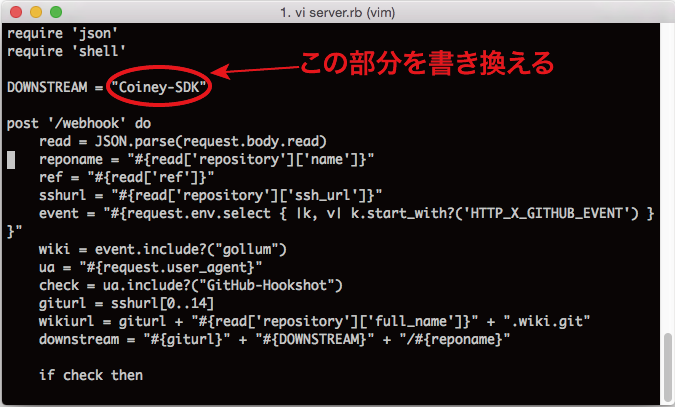 1. vi server.rb (vim)
require 'json'
require 'shell'
この部分を書き換える
DOWNSTREAM = "Coiney-SDK"
post '/webhook' do
read = JSON.parse(request.body.read)
reponame = "#{read['repository']['name']}"
ref = "#{read['ref']}"
sshurl = "#{read['repository']['ssh_url']}"
event = "#{request.env.select { |k, v| k.start_with?('HTTP_X_GITHUB_EVENT') }
}"
wiki = event.include?("gollum")
ua = "#{request.user_agent}"
check = ua.include?("GitHub-Hookshot")
giturl = sshurl[0..14]
wikiurl = giturl + "#{read['repository']['full_name']}" + ".wiki.git"
downstream = "#{giturl}" + "#{DOWNSTREAM}" + "/#{reponame}"
if check then